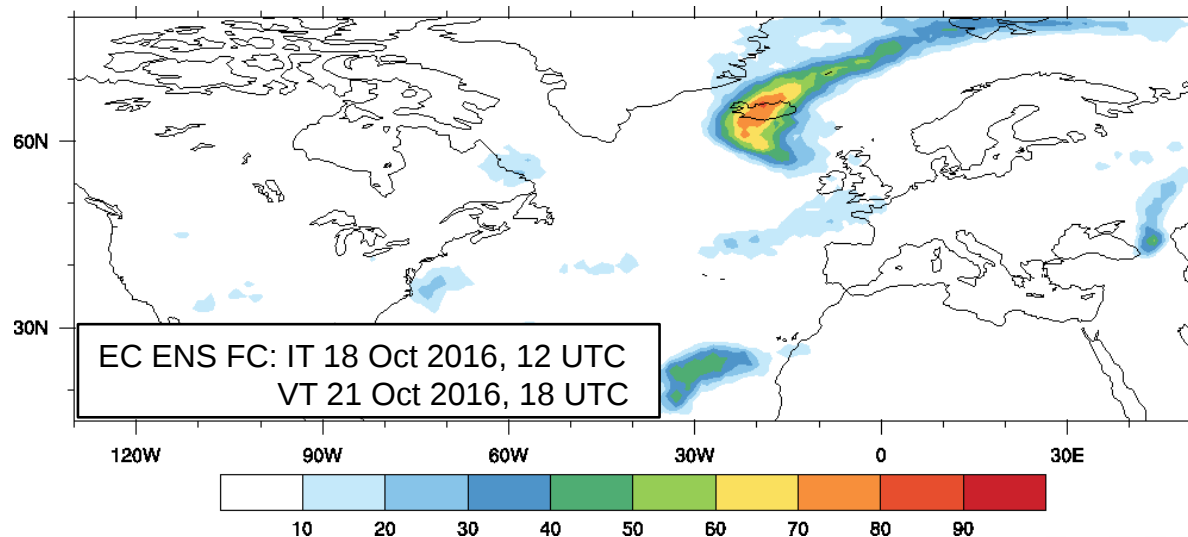 60N
30N
EC ENS FC: IT 18 Oct 2016, 12 UTC
VT 21 Oct 2016, 18 UTC
120W 90W 60W 30W 0 30E
10 20 30 40 50 60 70 80 90